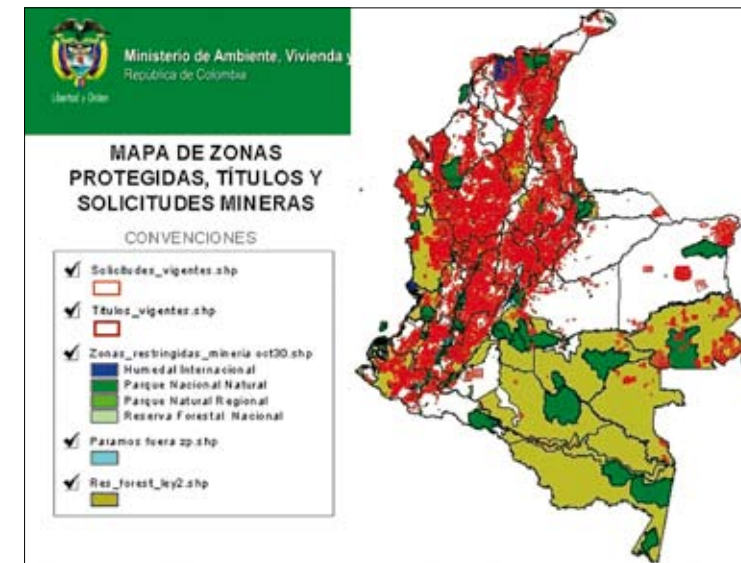 Ministerio de Ambiente, Vivienda y
República de Colombia
Libertad y Orden
MAPA DE ZONAS
PROTEGIDAS, TÍTULOS Y
SOLICITUDES MINERAS
CONVENCIONES
Solicitudes_vigentes.shp
Titulos_vigentes.shp
Zonas_restringidas_mineria oct30.shp
Humedal Internacional
Parque Nacional Natural
Parque Natural Regional
Reserva Forestal Nacional
Paramos fuera zp.shp
Res_forest_ley2.shp